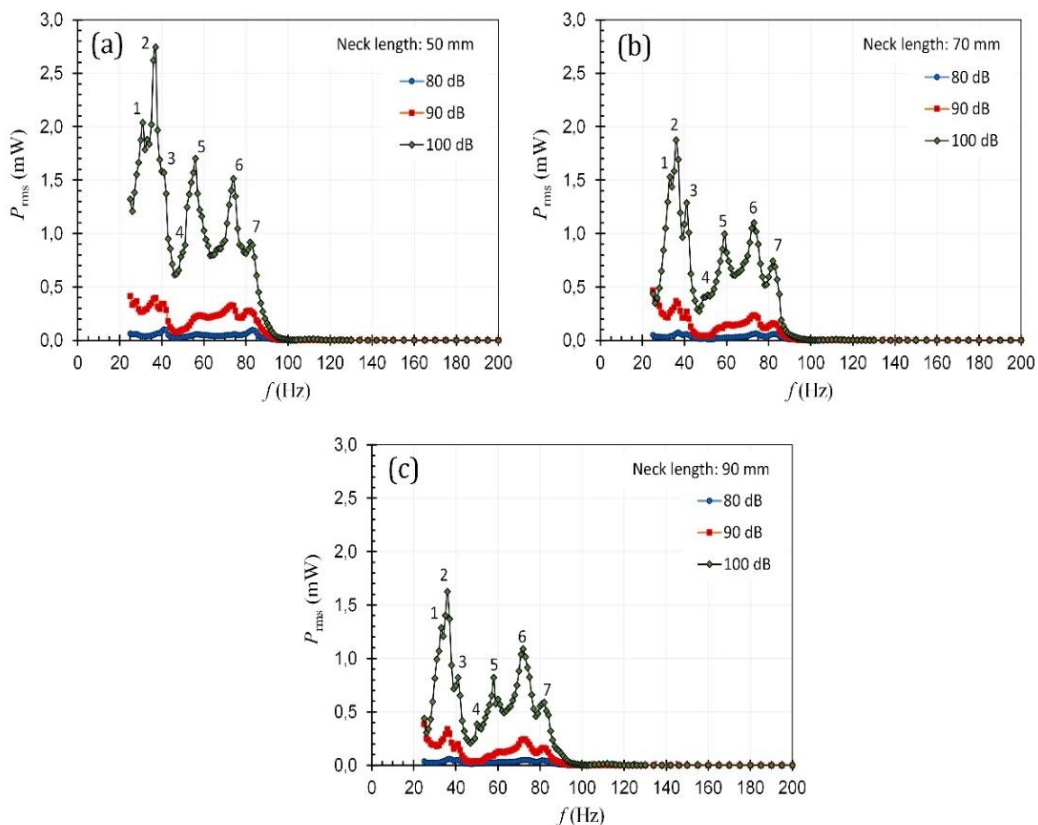 (a)
Neck length: 50 mm
80 dB
90 dB
100 dB
3,0
2,5
2,0
1,5
1,0
0,5
0,0
P_rms (mW)
1
2
3
4
5
6
7
0 20 40 60 80 100 120 140 160 180 200
f (Hz)
(b)
Neck length: 70 mm
80 dB
90 dB
100 dB
3,0
2,5
2,0
1,5
1,0
0,5
0,0
P_rms (mW)
1
2
3
4
5
6
7
0 20 40 60 80 100 120 140 160 180 200
f (Hz)
(c)
Neck length: 90 mm
80 dB
90 dB
100 dB
3,0
2,5
2,0
1,5
1,0
0,5
0,0
P_rms (mW)
1
2
3
4
5
6
7
0 20 40 60 80 100 120 140 160 180 200
f (Hz)